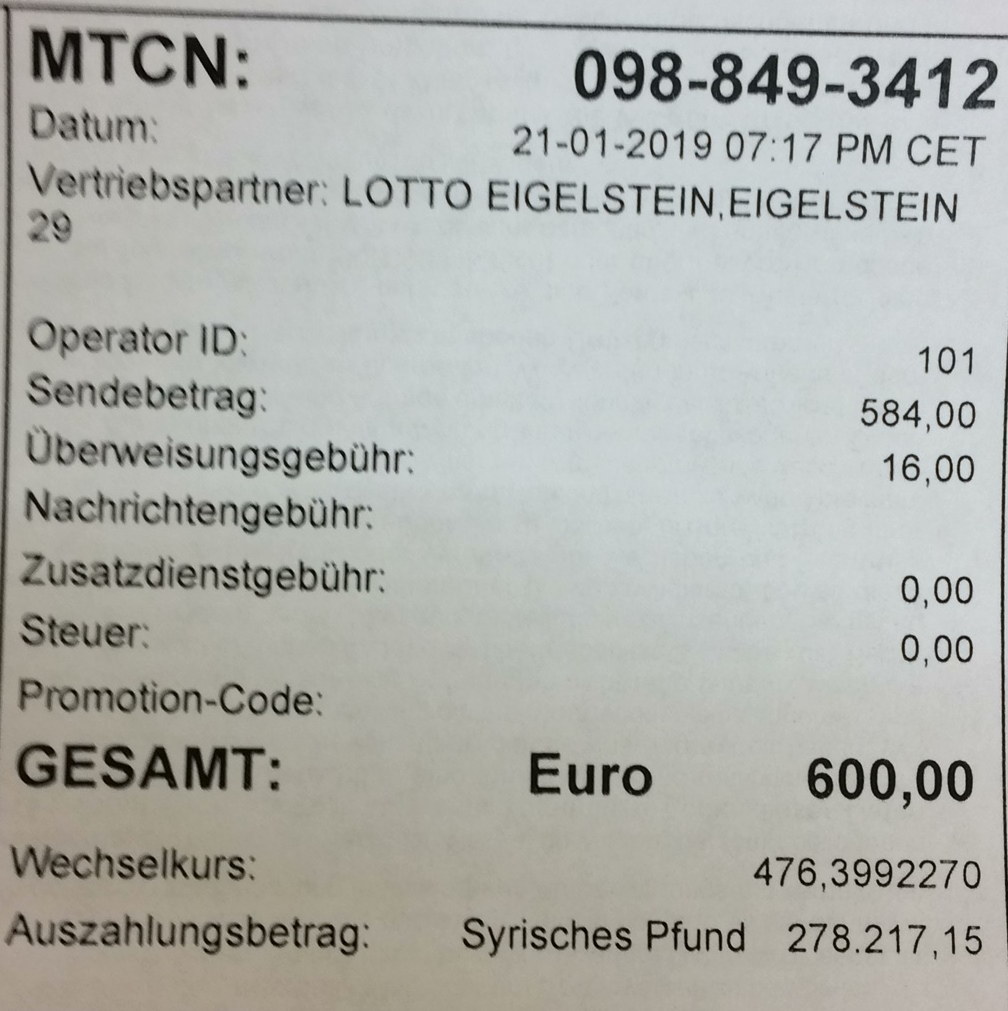 MTCN: 098-849-3412
Datum: 21-01-2019 07:17 PM CET
Vertriebspartner: LOTTO EIGELSTEIN,EIGELSTEIN
29
Operator ID: 101
Sendebetrag: 584,00
Überweisungsgebühr: 16,00
Nachrichtengebühr:
Zusatzdienstgebühr: 0,00
Steuer: 0,00
Promotion-Code:
GESAMT: Euro 600,00
Wechselkurs: 476,3992270
Auszahlungsbetrag: Syrisches Pfund 278.217,15